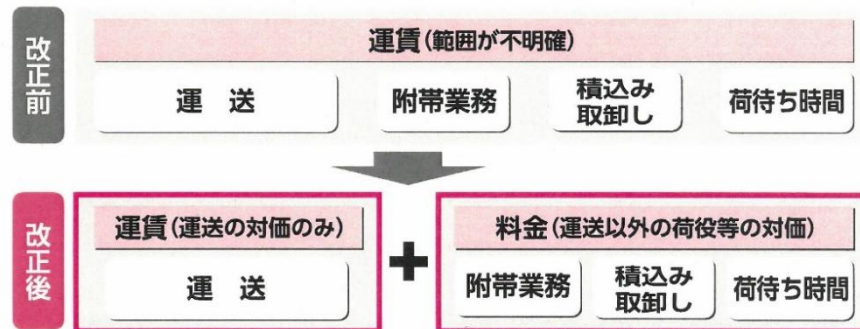 改正前
運賃(範囲が不明確)
運 送
附帯業務
積込み
取卸し
荷待ち時間
改正後
運賃(運送の対価のみ)
運 送
+
料金(運送以外の荷役等の対価)
附帯業務
積込み
取卸し
荷待ち時間